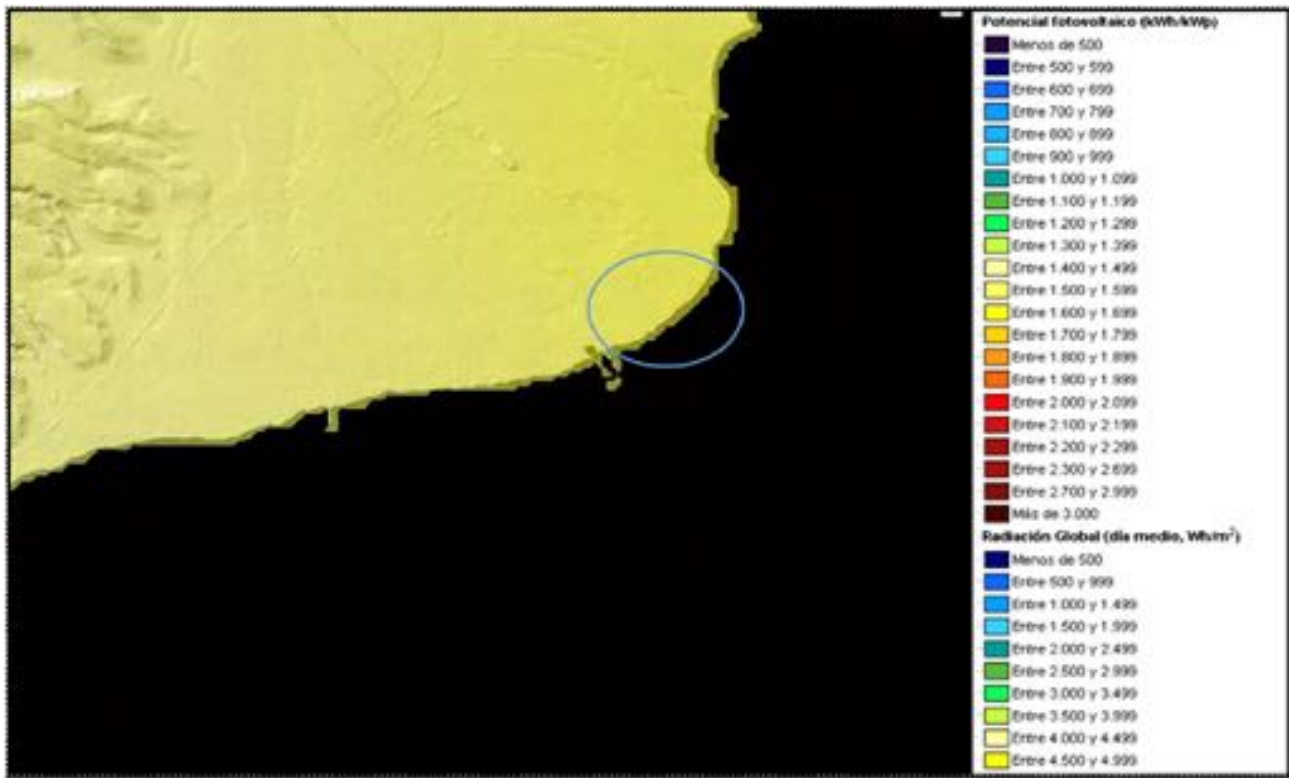 Potencial fotovoltaico (kWh/kWp)
Menos de 500
Entre 500 y 599
Entre 600 y 699
Entre 700 y 799
Entre 800 y 899
Entre 900 y 999
Entre 1.000 y 1.099
Entre 1.100 y 1.199
Entre 1.200 y 1.299
Entre 1.300 y 1.399
Entre 1.400 y 1.499
Entre 1.500 y 1.599
Entre 1.600 y 1.699
Entre 1.700 y 1.799
Entre 1.800 y 1.899
Entre 1.900 y 1.999
Entre 2.000 y 2.099
Entre 2.100 y 2.199
Entre 2.200 y 2.299
Entre 2.300 y 2.699
Entre 2.700 y 2.999
Más de 3.000
Radiación Global (día medio, Wh/m²)
Menos de 500
Entre 500 y 999
Entre 1.000 y 1.499
Entre 1.500 y 1.999
Entre 2.000 y 2.499
Entre 2.500 y 2.999
Entre 3.000 y 3.499
Entre 3.500 y 3.999
Entre 4.000 y 4.499
Entre 4.500 y 4.999